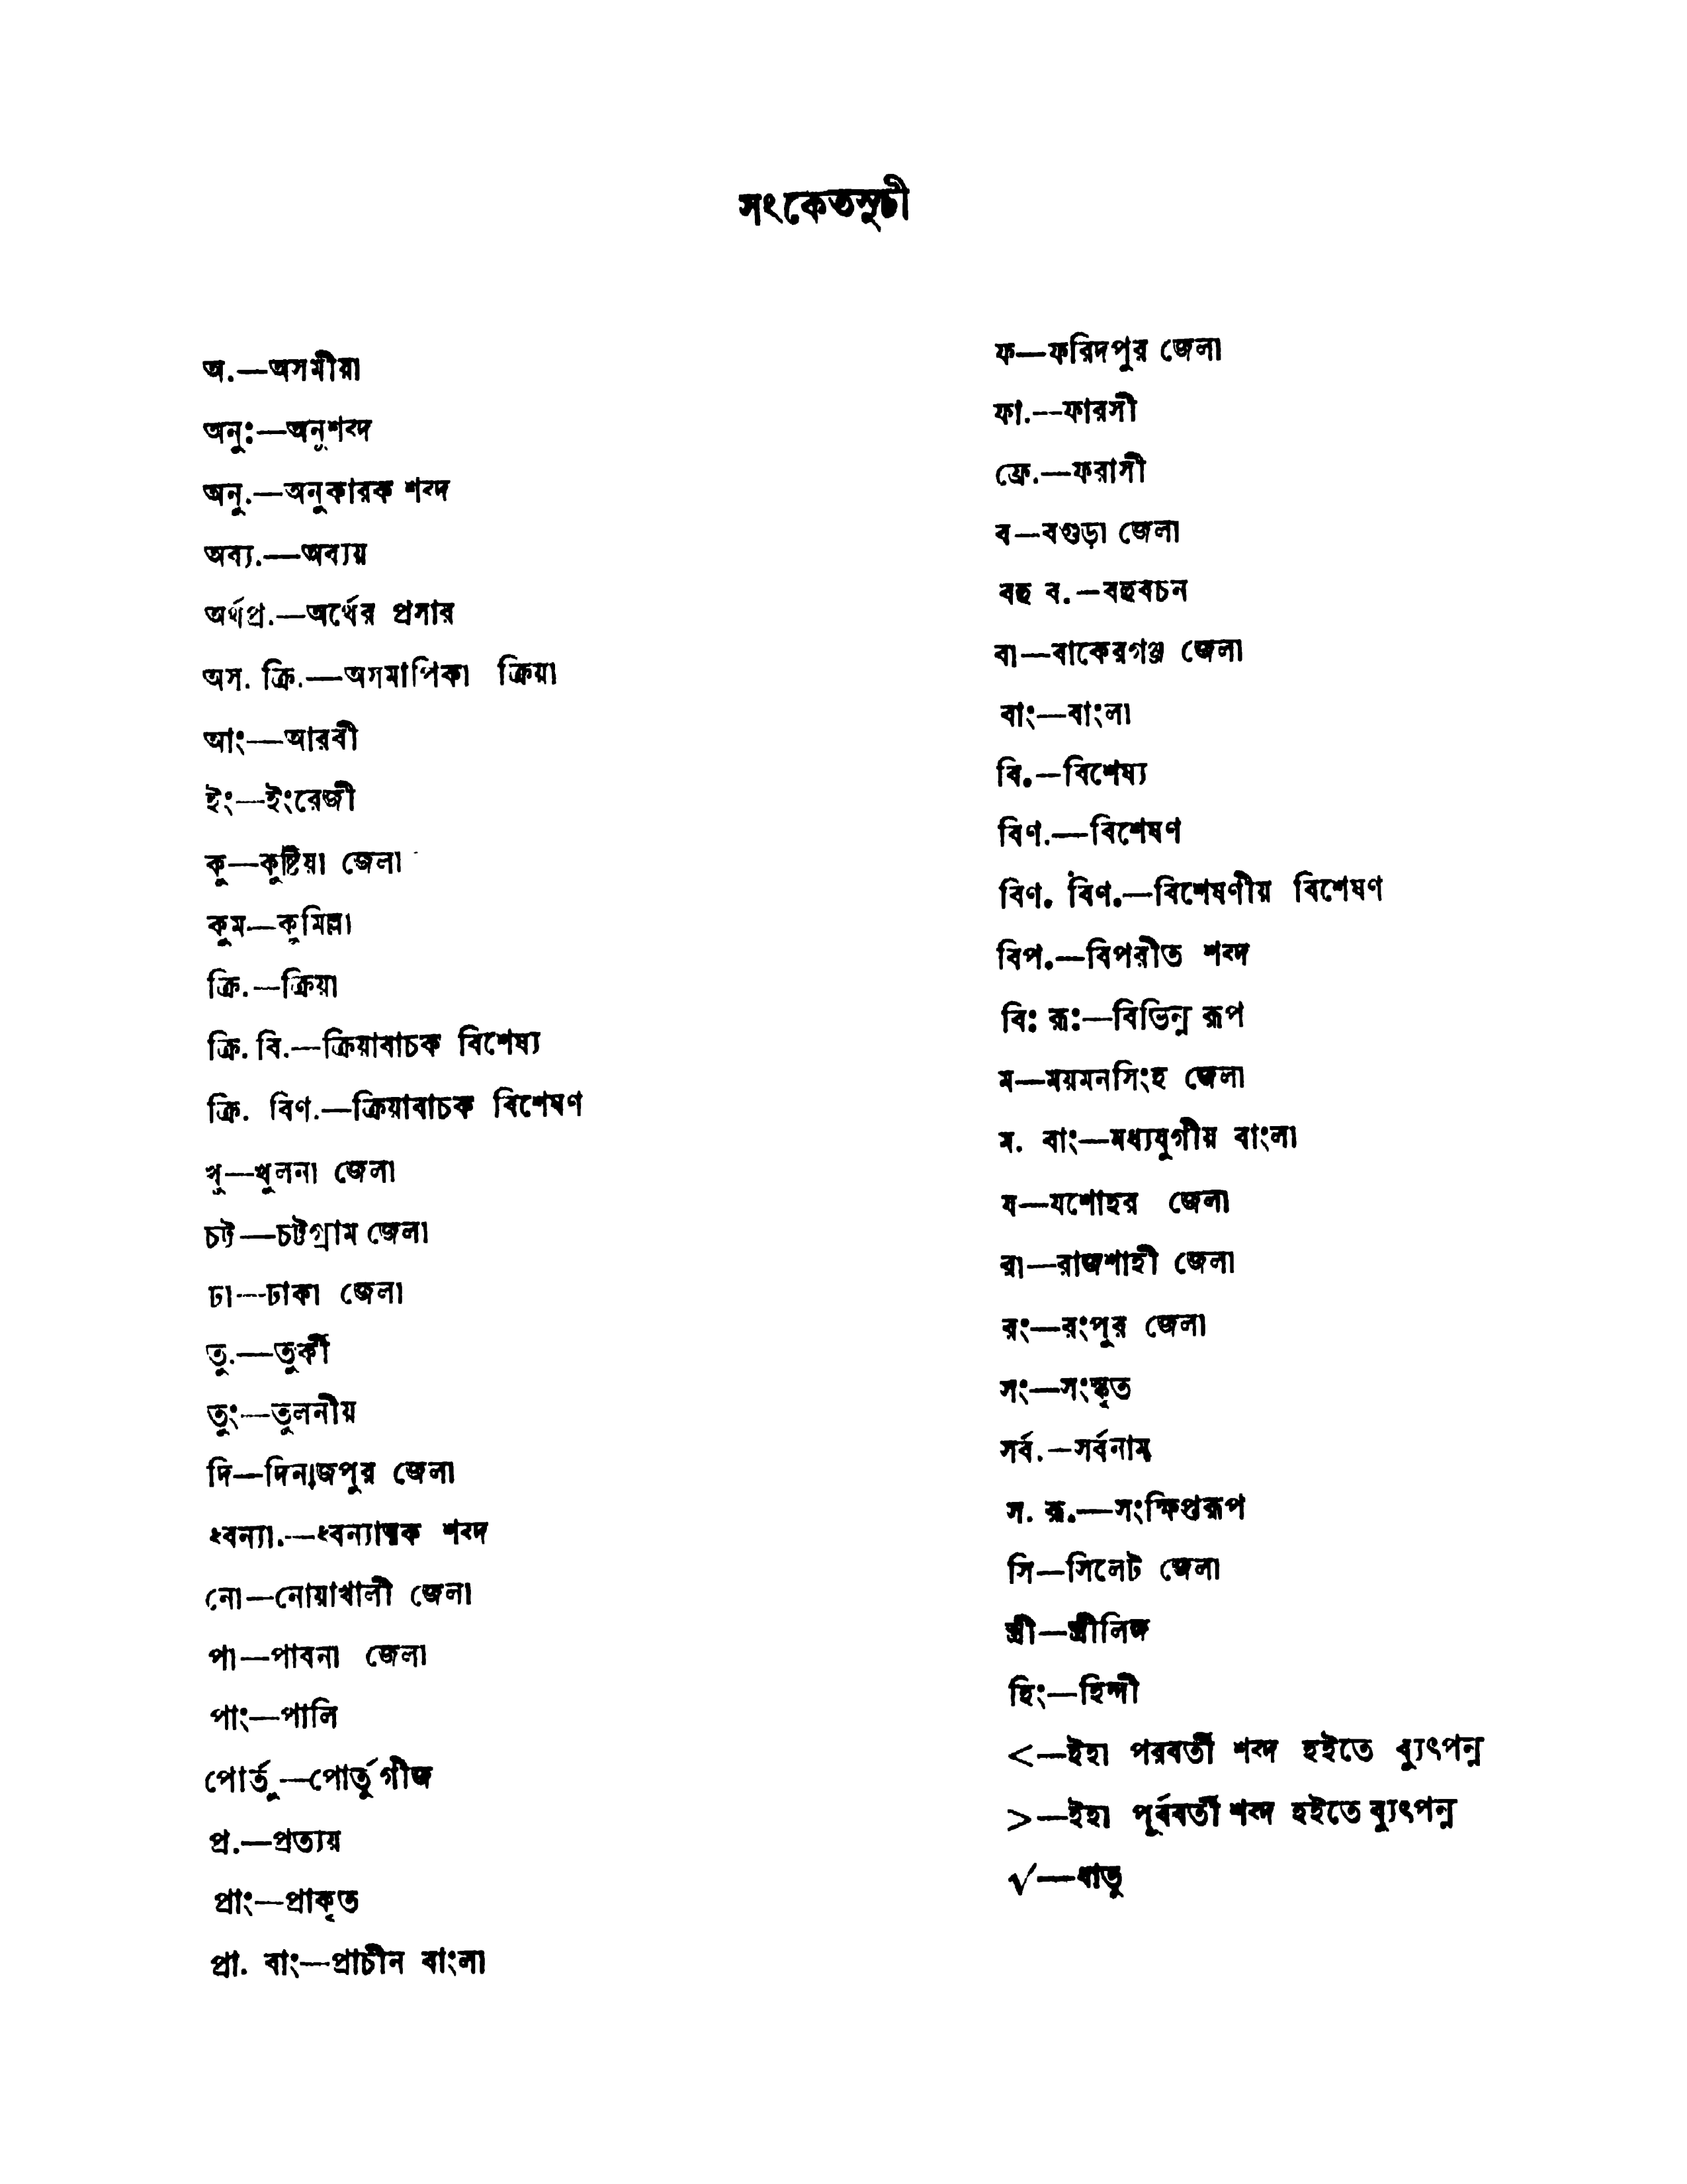 সংকেতসূচী
অ.—অসমীয়া
অনু:—অনুশব্দ
অনু.—অনুকারক শব্দ
অব্য.—অব্যয়
অর্থপ্র.—অর্থের প্রসার
অস. ক্রি.—অসমাপিকা ক্রিয়া
আং—আরবী
ইং—ইংরেজী
কু—কুষ্টিয়া জেলা
কুম—কুমিল্লা
ক্রি.—ক্রিয়া
ক্রি. বি.—ক্রিয়াবাচক বিশেষ্য
ক্রি. বিণ.—ক্রিয়াবাচক বিশেষণ
খু—খুলনা জেলা
চট্ট—চট্টগ্রাম জেলা
ঢা—ঢাকা জেলা
তু.—তুর্কী
তুং—তুলনীয়
দি—দিনাজপুর জেলা
ধ্বন্যা.—ধ্বন্যাত্মক শব্দ
নো—নোয়াখালী জেলা
পা—পাবনা জেলা
পাং—পালি
পোর্তু—পোর্তুগীজ
প্র.—প্রত্যয়
প্রাং—প্রাকৃত
প্রা. বাং—প্রাচীন বাংলা
ফ—ফরিদপুর জেলা
ফা.—ফারসী
ফ্রে.—ফরাসী
ব—বগুড়া জেলা
বহু ব.—বহুবচন
বা—বাকেরগঞ্জ জেলা
বাং—বাংলা
বি.—বিশেষ্য
বিণ.—বিশেষণ
বিণ. বিণ.—বিশেষণীয় বিশেষণ
বিপ.—বিপরীত শব্দ
বি: রূ:—বিভিন্ন রূপ
ম—ময়মনসিংহ জেলা
ম. বাং—মধ্যযুগীয় বাংলা
য—যশোহর জেলা
রা—রাজশাহী জেলা
রং—রংপুর জেলা
সং—সংস্কৃত
সর্ব.—সর্বনাম
স. রূ.—সংক্ষিপ্তরূপ
সি—সিলেট জেলা
স্ত্রী—স্ত্রীলিঙ্গ
হিং—হিন্দী
<—ইহা পরবর্তী শব্দ হইতে ব্যুৎপন্ন
>—ইহা পূর্ববর্তী শব্দ হইতে ব্যুৎপন্ন
√—ধাতু